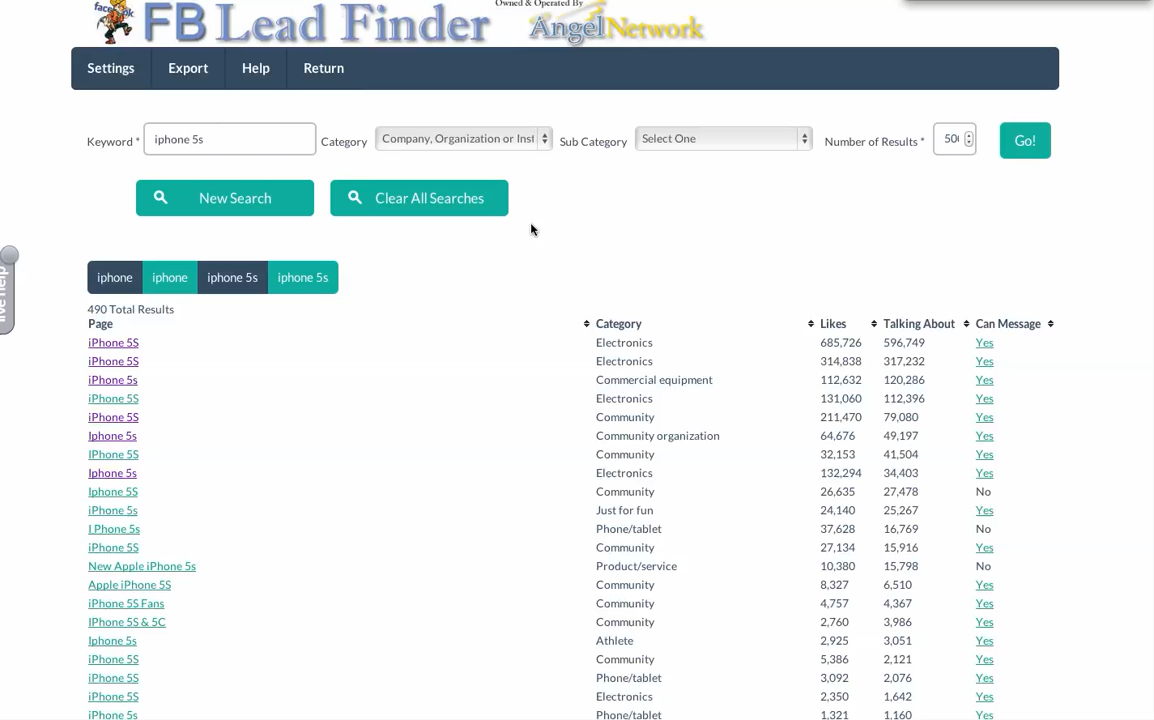 Owned & Operated By
FB Lead Finder
AngelNetwork
Settings Export Help Return
Keyword * iphone 5s Category Company, Organization or Inst Sub Category Select One Number of Results * 500 Go!
New Search Clear All Searches
live help
iphone iphone iphone 5s iphone 5s
490 Total Results
Page Category Likes Talking About Can Message
iPhone 5S Electronics 685,726 596,749 Yes
iPhone 5S Electronics 314,838 317,232 Yes
iPhone 5s Commercial equipment 112,632 120,286 Yes
iPhone 5S Electronics 131,060 112,396 Yes
iPhone 5S Community 211,470 79,080 Yes
Iphone 5s Community organization 64,676 49,197 Yes
IPhone 5S Community 32,153 41,504 Yes
Iphone 5s Electronics 132,294 34,403 Yes
Iphone 5S Community 26,635 27,478 No
iPhone 5s Just for fun 24,140 25,267 Yes
I Phone 5s Phone/tablet 37,628 16,769 No
iPhone 5S Community 27,134 15,916 Yes
New Apple iPhone 5s Product/service 10,380 15,798 No
Apple iPhone 5S Community 8,327 6,510 Yes
iPhone 5S Fans Community 4,757 4,367 Yes
IPhone 5S & 5C Community 2,760 3,986 Yes
Iphone 5s Athlete 2,925 3,051 Yes
iPhone 5S Community 5,386 2,121 Yes
iPhone 5S Phone/tablet 3,092 2,076 Yes
iPhone 5S Electronics 2,350 1,642 Yes
iPhone 5s Phone/tablet 1,321 1,160 Yes